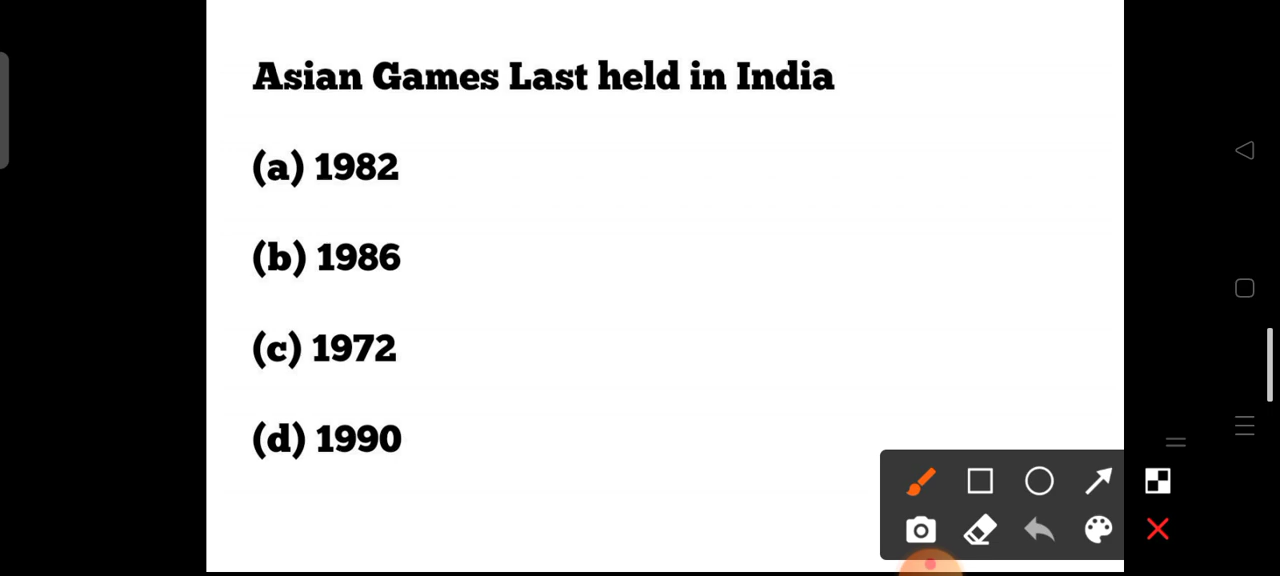 Asian Games Last held in India
(a) 1982
(b) 1986
(c) 1972
(d) 1990